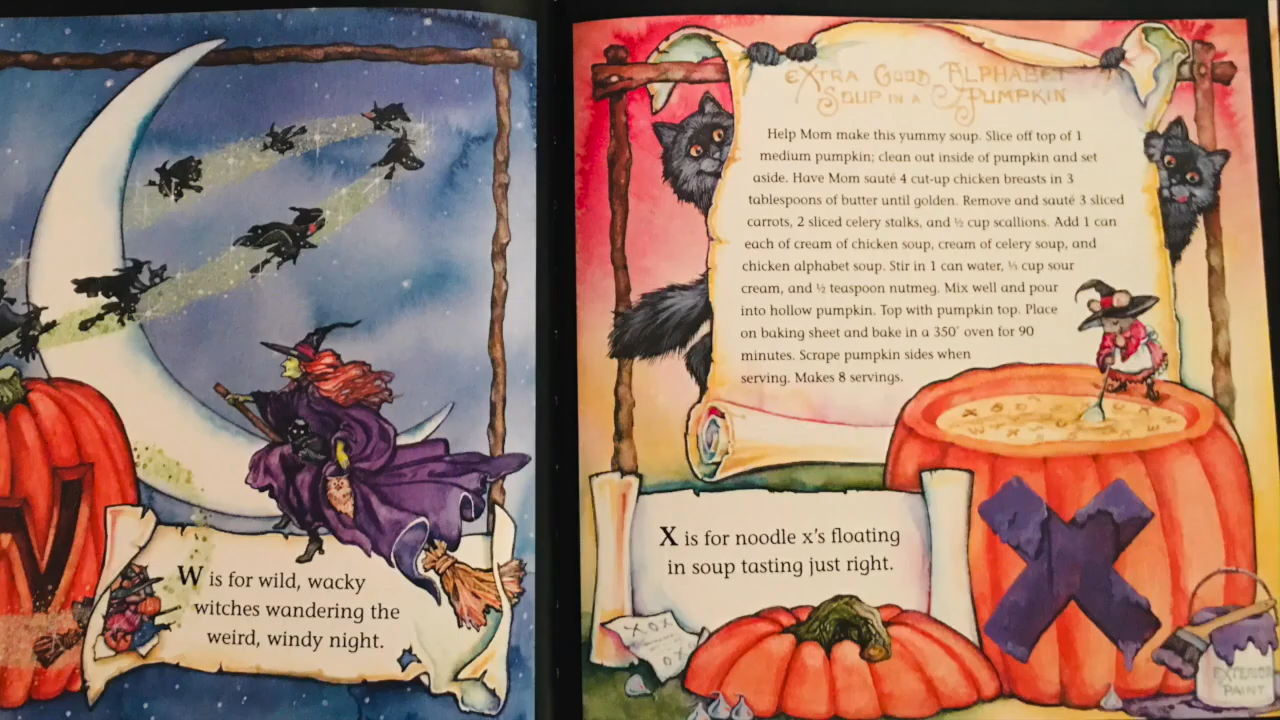 W is for wild, wacky
witches wandering the
weird, windy night.
EXTRA GOOD ALPHABET
SOUP IN A PUMPKIN
Help Mom make this yummy soup. Slice off top of 1
medium pumpkin; clean out inside of pumpkin and set
aside. Have Mom sauté 4 cut-up chicken breasts in 3
tablespoons of butter until golden. Remove and sauté 3 sliced
carrots, 2 sliced celery stalks, and ½ cup scallions. Add 1 can
each of cream of chicken soup, cream of celery soup, and
chicken alphabet soup. Stir in 1 can water, ⅓ cup sour
cream, and ½ teaspoon nutmeg. Mix well and pour
into hollow pumpkin. Top with pumpkin top. Place
on baking sheet and bake in a 350° oven for 90
minutes. Scrape pumpkin sides when
serving. Makes 8 servings.
X is for noodle x's floating
in soup tasting just right.
X
XOX
OX
EXTERIOR
PAINT